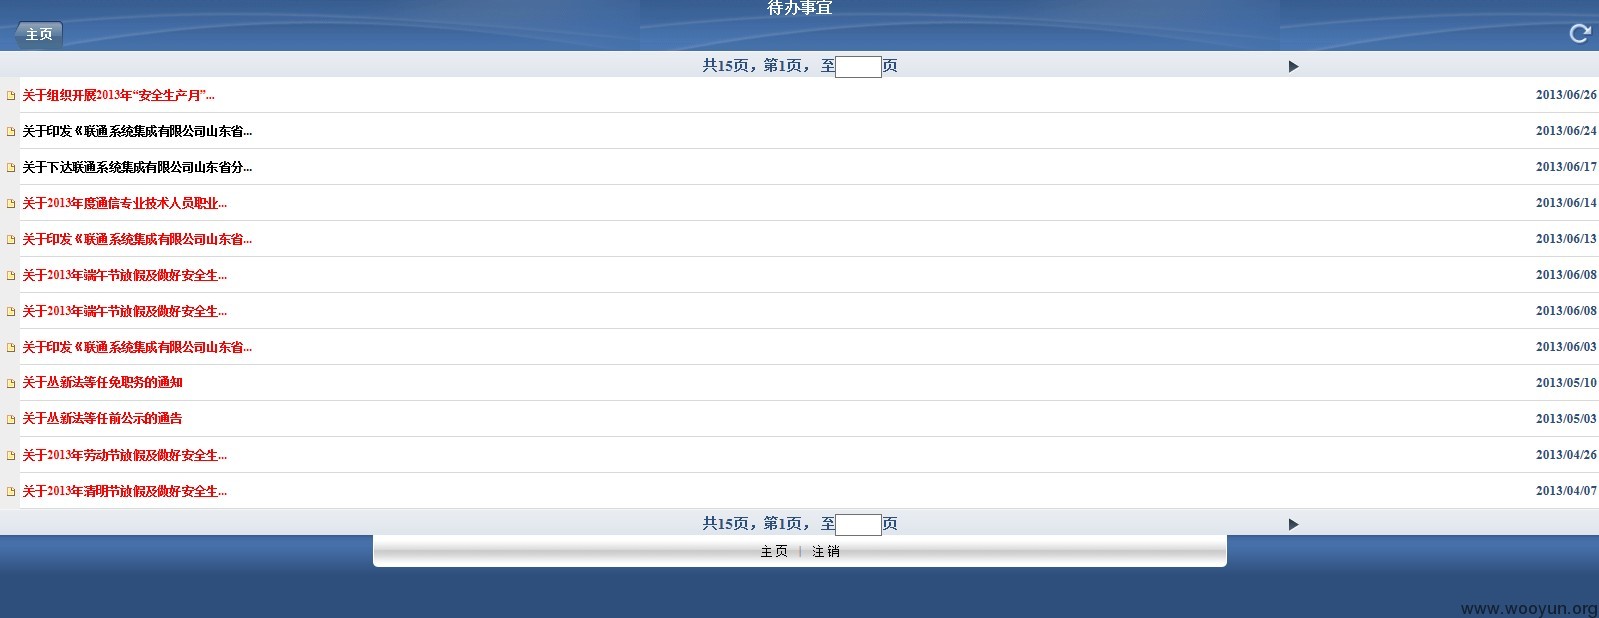 待办事宜
主页
共15页，第1页， 至 页
关于组织开展2013年“安全生产月”... 2013/06/26
关于印发《联通系统集成有限公司山东省... 2013/06/24
关于下达联通系统集成有限公司山东省分... 2013/06/17
关于2013年度通信专业技术人员职业... 2013/06/14
关于印发《联通系统集成有限公司山东省... 2013/06/13
关于2013年端午节放假及做好安全生... 2013/06/08
关于2013年端午节放假及做好安全生... 2013/06/08
关于印发《联通系统集成有限公司山东省... 2013/06/03
关于丛新法等任免职务的通知 2013/05/10
关于丛新法等任前公示的通告 2013/05/03
关于2013年劳动节放假及做好安全生... 2013/04/26
关于2013年清明节放假及做好安全生... 2013/04/07
共15页，第1页， 至 页
主页 | 注销
www.wooyun.org